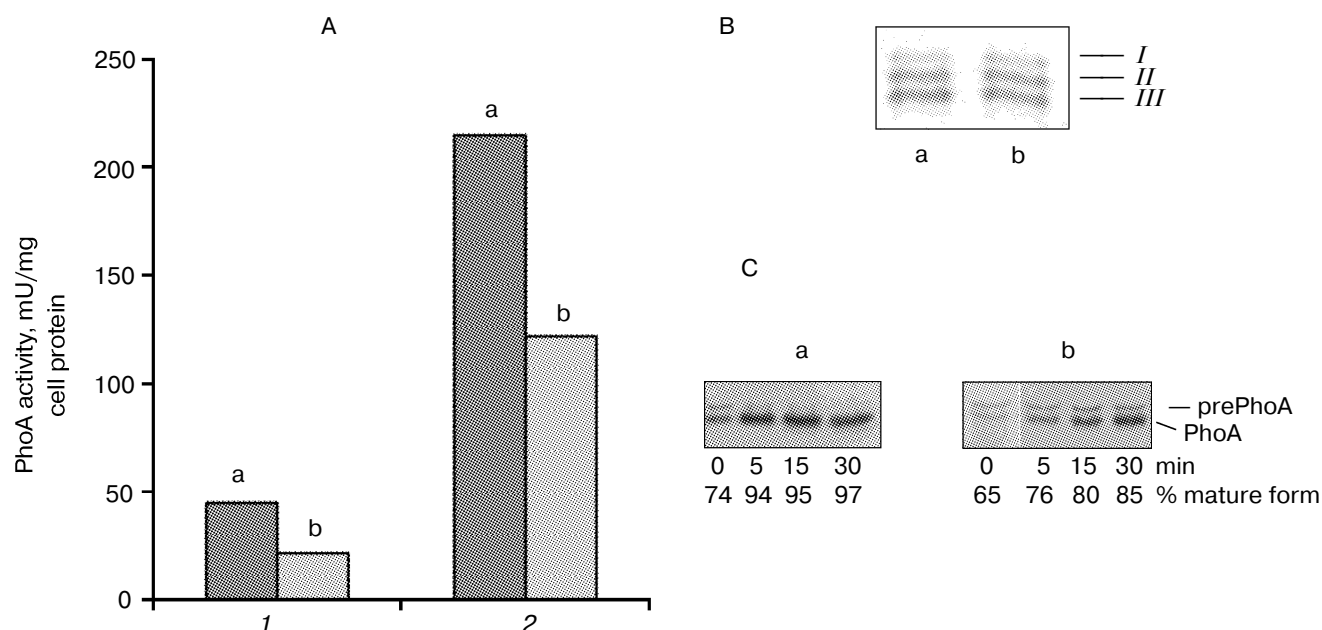 A
PhoA activity, mU/mg
cell protein
250
200
150
100
50
0
a
b
a
b
1
2
B
I
II
III
a
b
C
a
b
prePhoA
PhoA
0 5 15 30
0 5 15 30 min
74 94 95 97
65 76 80 85 % mature form